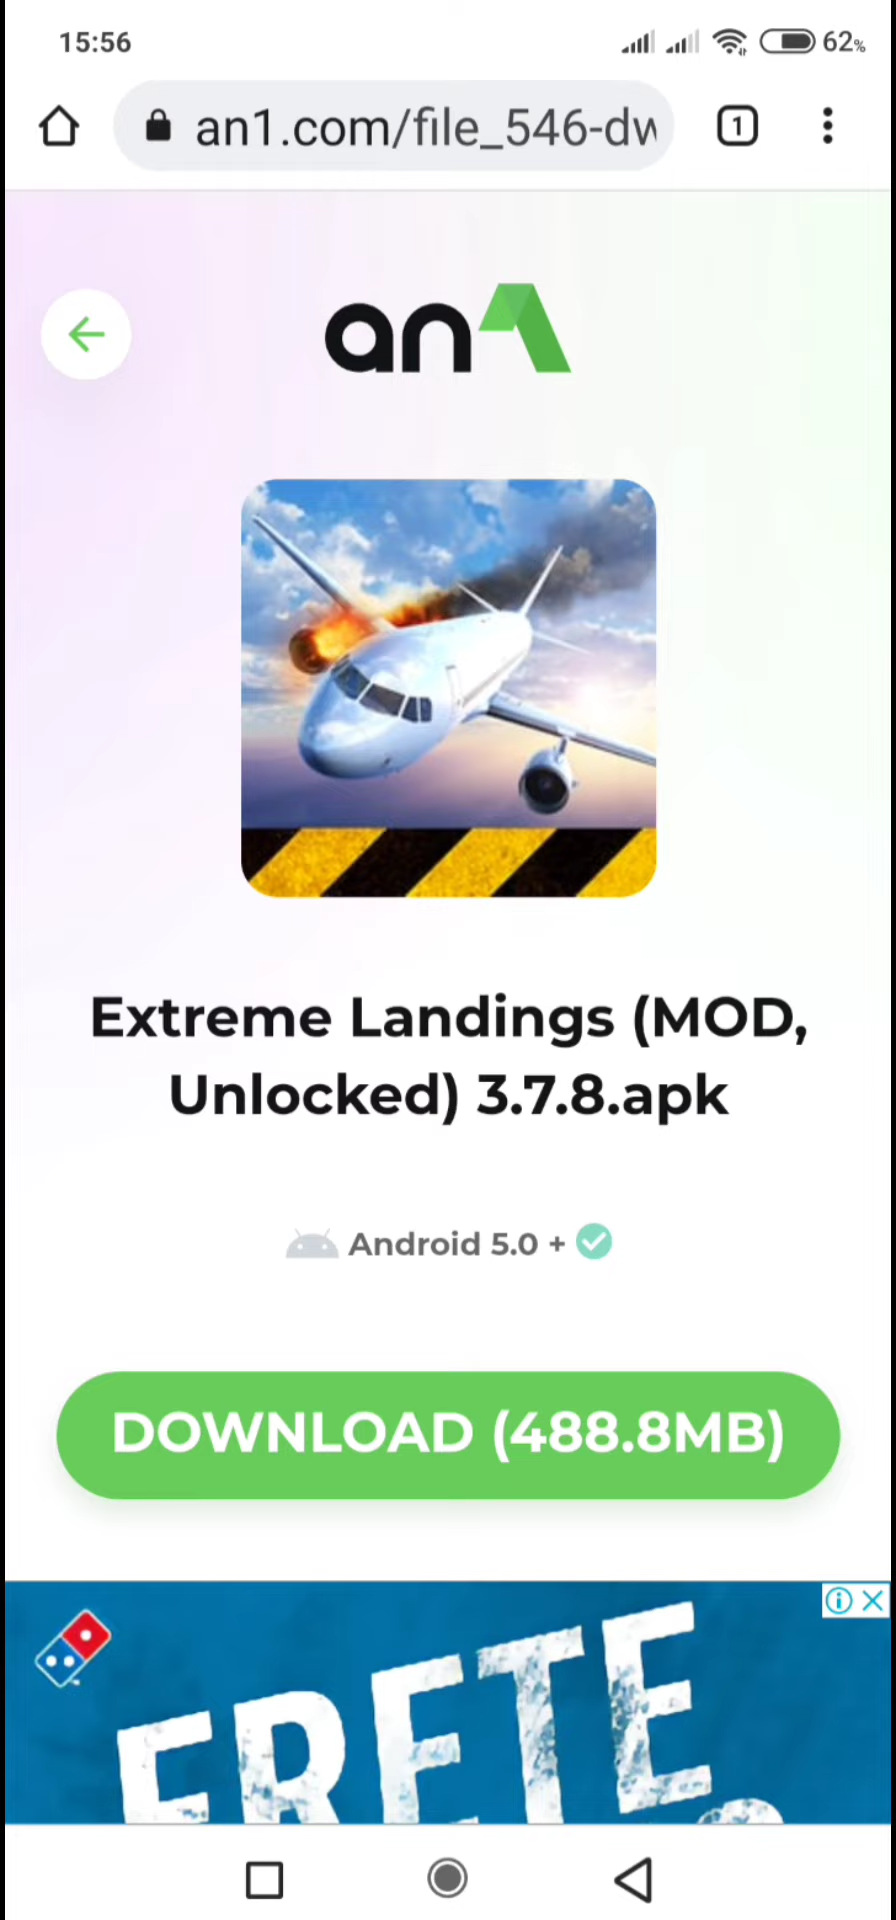 15:56
62%
an1.com/file_546-dw
1
an1
Extreme Landings (MOD,
Unlocked) 3.7.8.apk
Android 5.0 +
DOWNLOAD (488.8MB)
FRETE